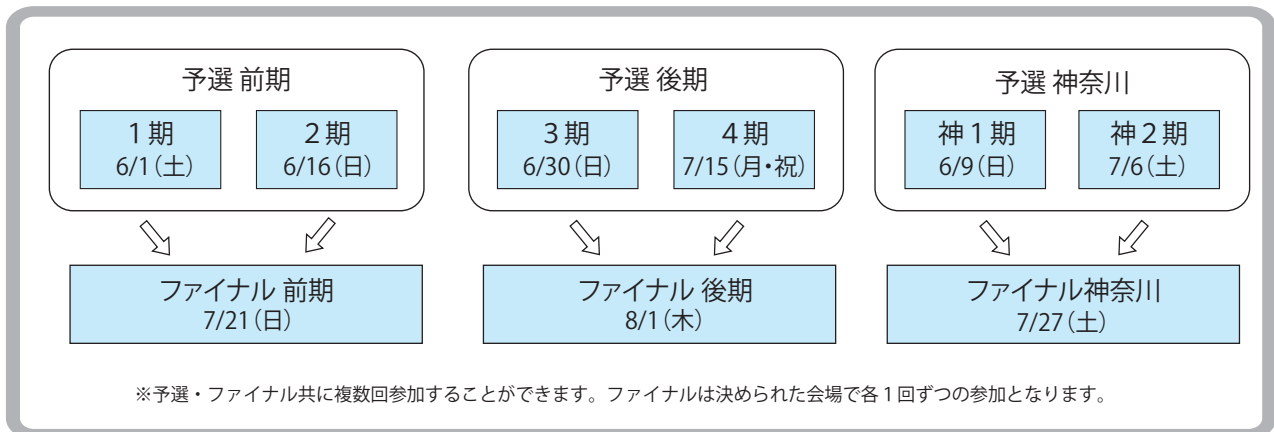 予選 前期
1期
6/1(土)
2期
6/16(日)
ファイナル 前期
7/21(日)
予選 後期
3期
6/30(日)
4期
7/15(月・祝)
ファイナル 後期
8/1(木)
予選 神奈川
神1期
6/9(日)
神2期
7/6(土)
ファイナル神奈川
7/27(土)
※予選・ファイナル共に複数回参加することができます。ファイナルは決められた会場で各1回ずつの参加となります。